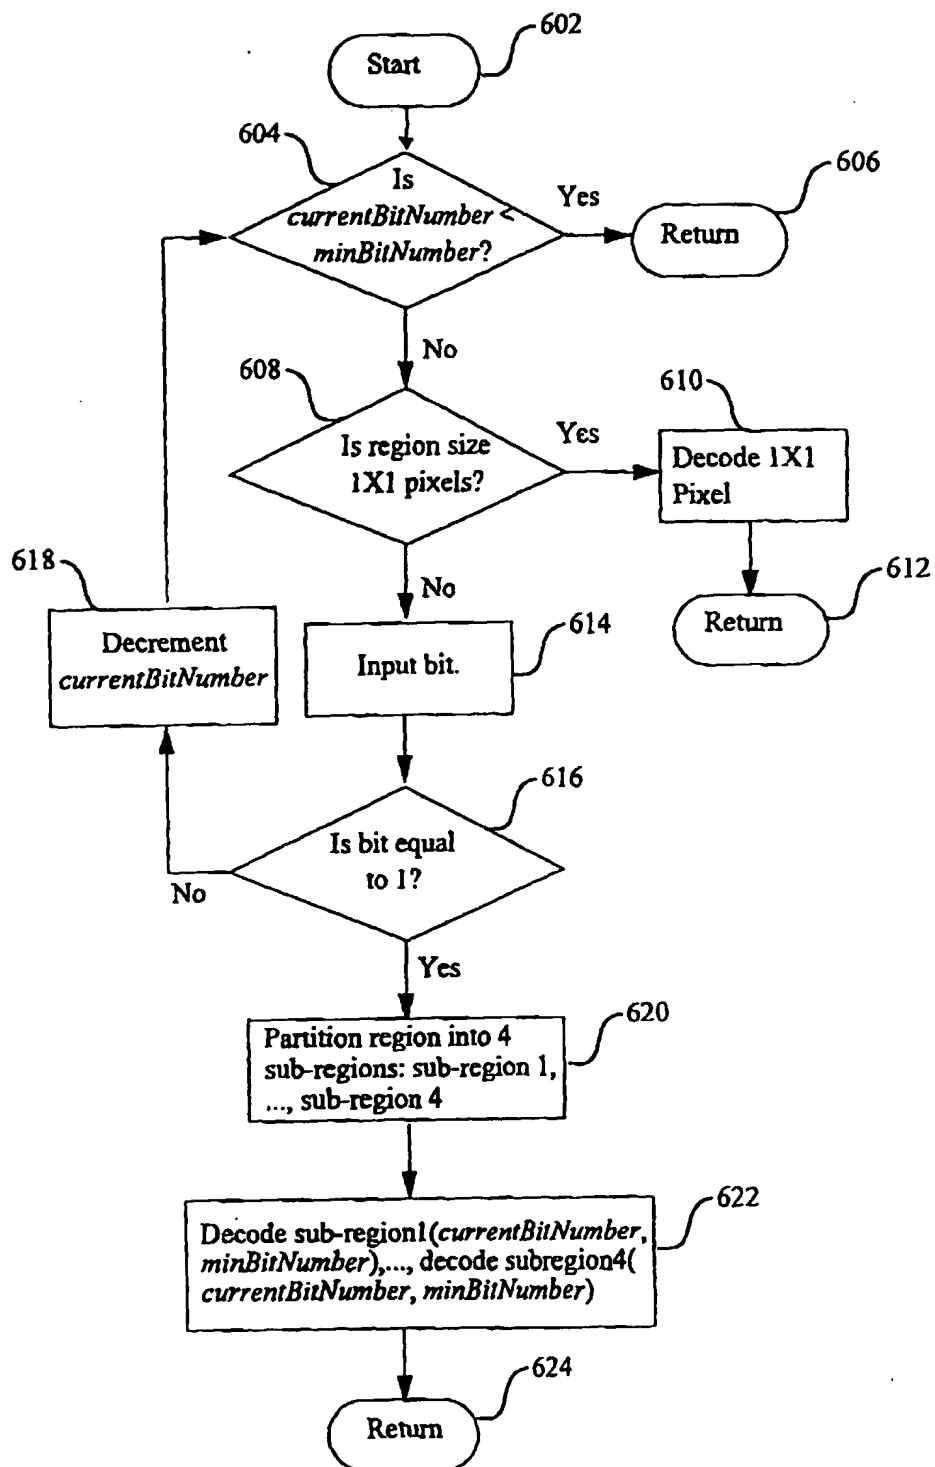 602
Start
604
606
Is
currentBitNumber <
minBitNumber?
Yes
Return
No
608
610
Is region size
1X1 pixels?
Yes
Decode 1X1
Pixel
618
612
No
Return
Decrement
currentBitNumber
614
Input bit.
616
Is bit equal
to 1?
No
Yes
620
Partition region into 4
sub-regions: sub-region 1,
..., sub-region 4
622
Decode sub-region1(currentBitNumber,
minBitNumber),..., decode subregion4(
currentBitNumber, minBitNumber)
624
Return